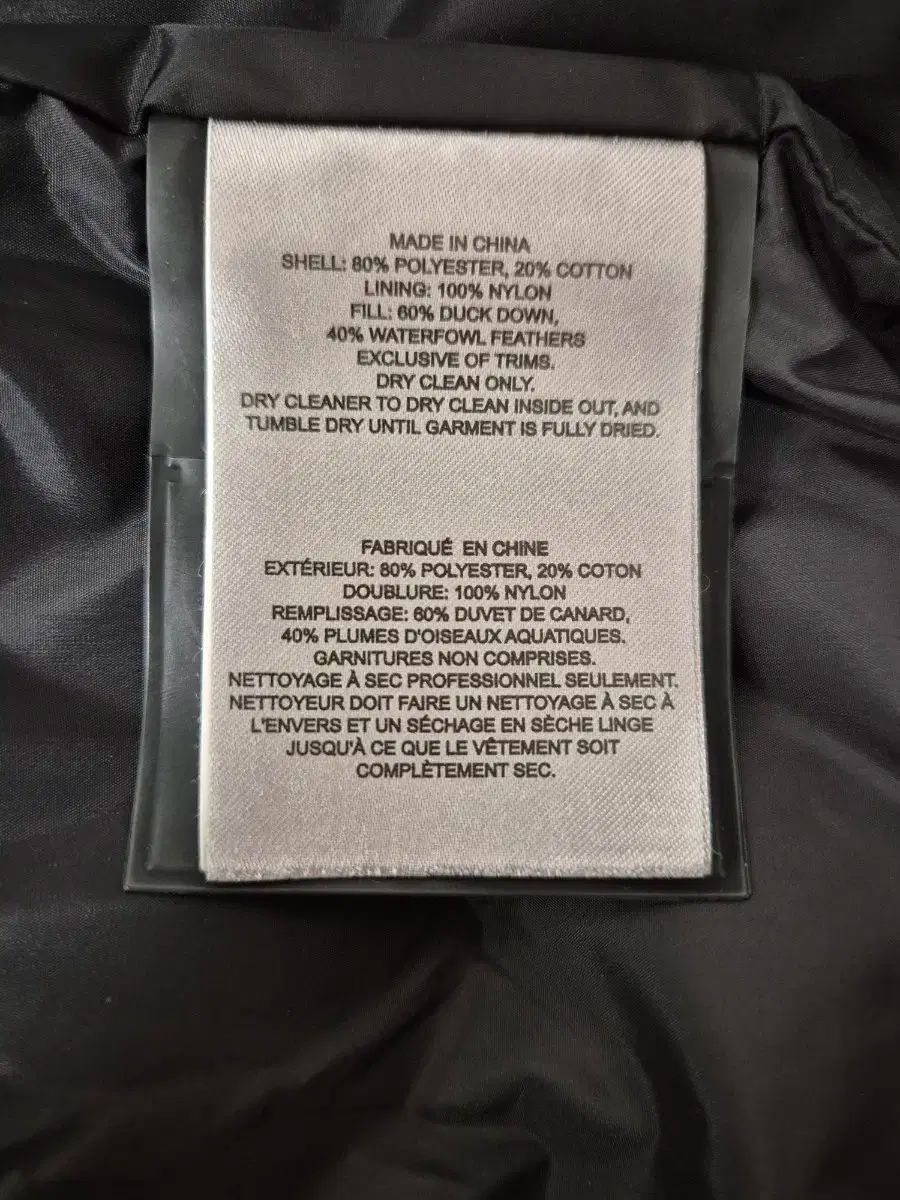 MADE IN CHINA
SHELL: 80% POLYESTER, 20% COTTON
LINING: 100% NYLON
FILL: 60% DUCK DOWN,
40% WATERFOWL FEATHERS
EXCLUSIVE OF TRIMS.
DRY CLEAN ONLY.
DRY CLEANER TO DRY CLEAN INSIDE OUT, AND
TUMBLE DRY UNTIL GARMENT IS FULLY DRIED.
FABRIQUÉ EN CHINE
EXTÉRIEUR: 80% POLYESTER, 20% COTON
DOUBLURE: 100% NYLON
REMPLISSAGE: 60% DUVET DE CANARD,
40% PLUMES D'OISEAUX AQUATIQUES.
GARNITURES NON COMPRISES.
NETTOYAGE À SEC PROFESSIONNEL SEULEMENT.
NETTOYEUR DOIT FAIRE UN NETTOYAGE À SEC À
L'ENVERS ET UN SÉCHAGE EN SÈCHE LINGE
JUSQU'À CE QUE LE VÊTEMENT SOIT
COMPLÈTEMENT SEC.